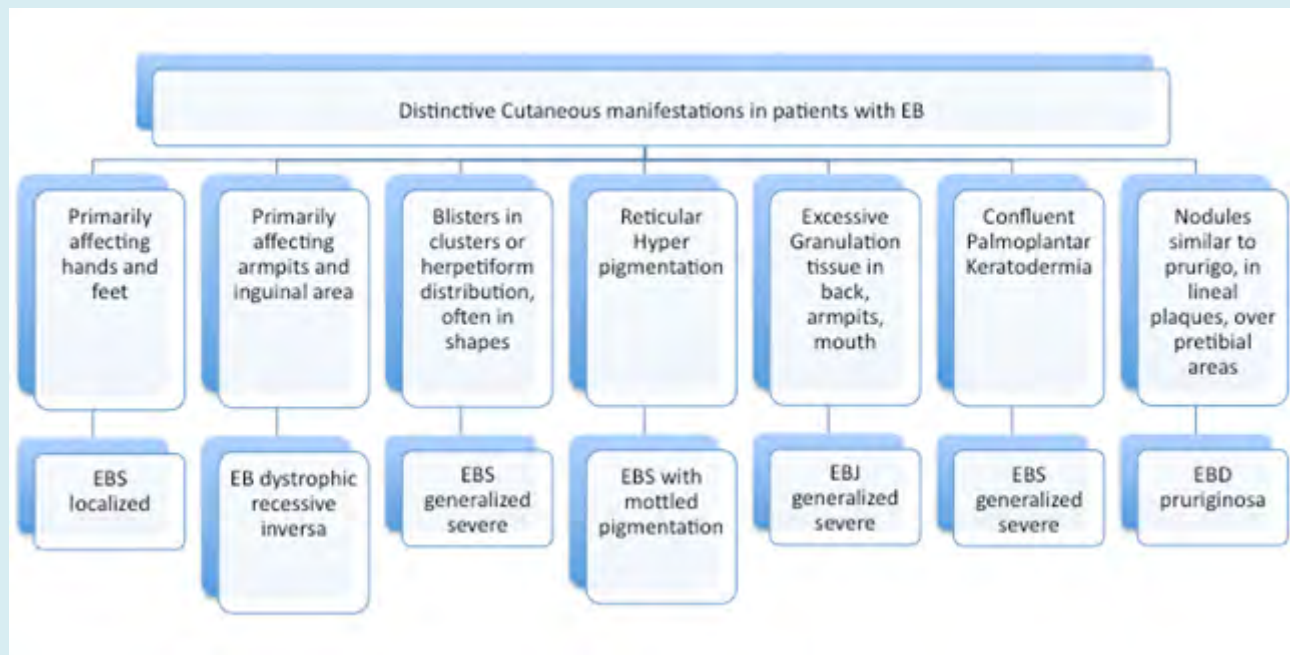 Distinctive Cutaneous manifestations in patients with EB
Primarily
affecting
hands and
feet
Primarily
affecting
armpits and
inguinal area
Blisters in
clusters or
herpetiform
distribution,
often in
shapes
Reticular
Hyper
pigmentation
Excessive
Granulation
tissue in
back,
armpits,
mouth
Confluent
Palmoplantar
Keratodermia
Nodules
similar to
prurigo, in
lineal
plaques, over
pretibial
areas
EBS
localized
EB dystrophic
recessive
inversa
EBS
generalized
severe
EBS with
mottled
pigmentation
EBJ
generalized
severe
EBS
generalized
severe
EBD
pruriginosa